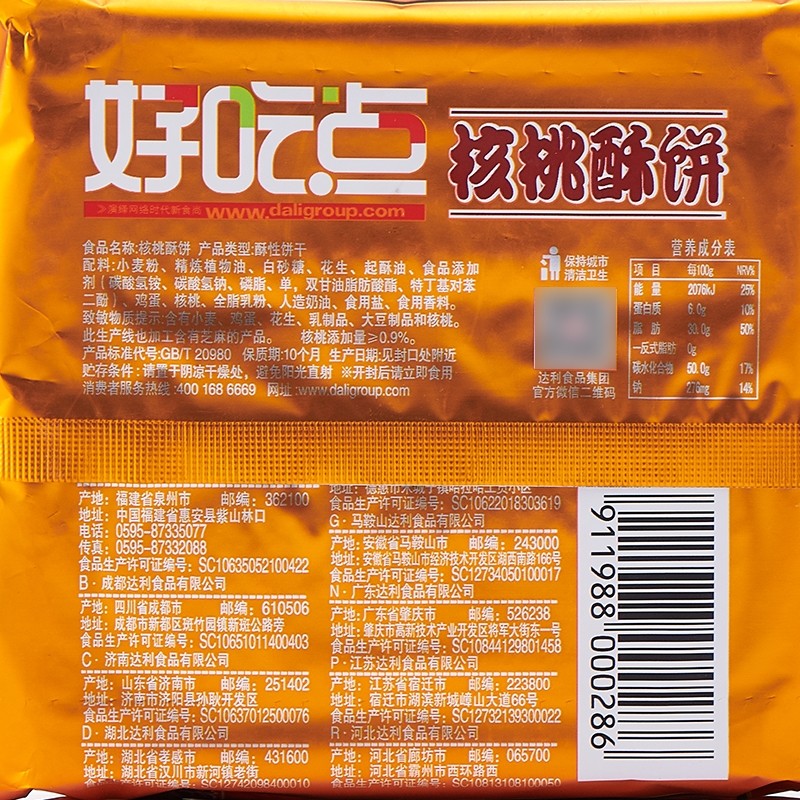 好吃点
核桃酥饼
演绎网络时代新食尚 www.daligroup.com
食品名称:核桃酥饼 产品类型:酥性饼干
配料:小麦粉、精炼植物油、白砂糖、花生、起酥油、食品添加
剂(碳酸氢铵、碳酸氢钠、磷脂、单，双甘油脂肪酸酯、特丁基对苯
二酚)、鸡蛋、核桃、全脂乳粉、人造奶油、食用盐、食用香料。
致敏物质提示:含有小麦、鸡蛋、花生、乳制品、大豆制品和核桃。
此生产线也加工含有芝麻的产品。 核桃添加量≥0.9%。
产品标准代号:GB/T 20980 保质期:10个月 生产日期:见封口处附近
贮存条件:请置于阴凉干燥处，避免阳光直射 ※开封后请立即食用
消费者服务热线:400 168 6669 网址:www.daligroup.com
保持城市
清洁卫生
达利食品集团
官方微信二维码
营养成分表
项目 每100g NRV%
能量 2076kJ 25%
蛋白质 6.0g 10%
脂肪 30.0g 50%
一反式脂肪 0g
碳水化合物 50.0g 17%
钠 276mg 14%
产地: 福建省泉州市 邮编: 362100
地址: 中国福建省惠安县紫山林口
电话: 0595-87335077
传真: 0595-87332088
食品生产许可证编号: SC10635052100422
B·成都达利食品有限公司
产地: 四川省成都市 邮编: 610506
地址: 成都市新都区斑竹园镇新斑公路旁
食品生产许可证编号: SC10651011400403
C·济南达利食品有限公司
产地: 山东省济南市 邮编: 251402
地址: 济南市济阳县孙耿开发区
食品生产许可证编号: SC10637012500076
D·湖北达利食品有限公司
产地: 湖北省孝感市 邮编: 431600
地址: 湖北省汉川市新河镇老街
食品生产许可证编号: SC12742098400010
食品生产许可证编号: SC10622018303619
G·马鞍山达利食品有限公司
产地: 安徽省马鞍山市 邮编: 243000
地址: 安徽省马鞍山市经济技术开发区湖西南路166号
食品生产许可证编号: SC12734050100017
N·广东达利食品有限公司
产地: 广东省肇庆市 邮编: 526238
地址: 肇庆市高新技术产业开发区将军大街东一号
食品生产许可证编号: SC10844129801458
P·江苏达利食品有限公司
产地: 江苏省宿迁市 邮编: 223800
地址: 宿迁市湖滨新城嶂山大道66号
食品生产许可证编号: SC12732139300022
R·河北达利食品有限公司
产地: 河北省廊坊市 邮编: 065700
地址: 河北省霸州市西环路西
食品生产许可证编号: SC10813108100050
911988 000286